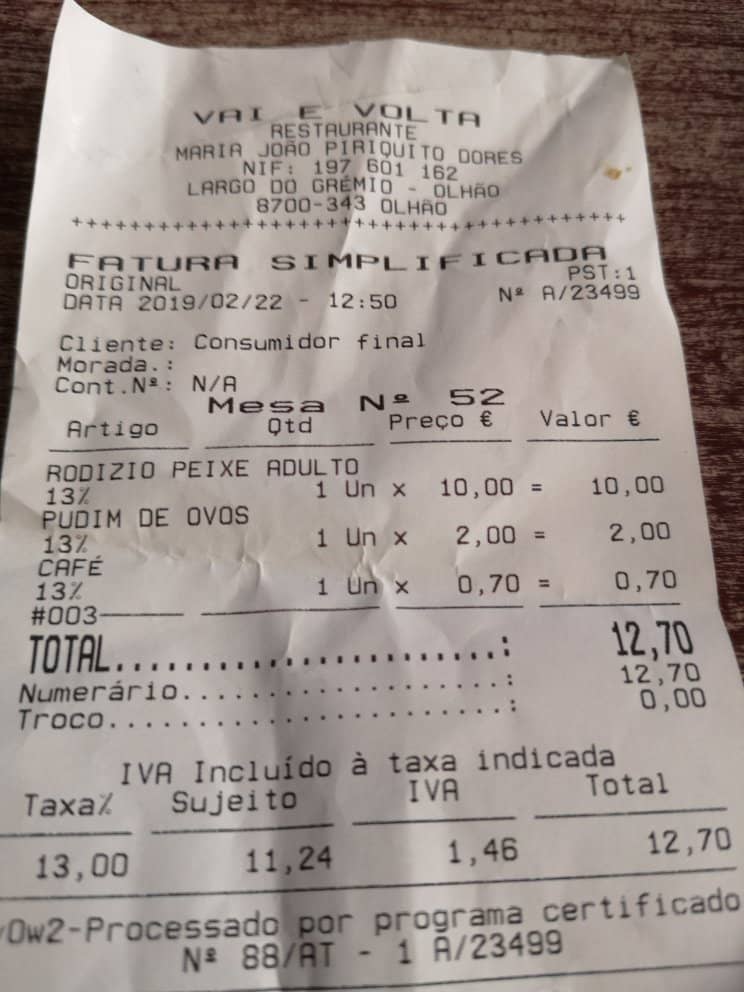 VAI E VOLTA
RESTAURANTE
MARIA JOÃO PIRIQUITO DORES
NIF: 197 601 162
LARGO DO GRÉMIO - OLHÃO
8700-343 OLHÃO
++++++++++++++++++++++++++++++++++++++
FATURA SIMPLIFICADA
ORIGINAL PST:1
DATA 2019/02/22 - 12:50 Nº A/23499
Cliente: Consumidor final
Morada.:
Cont.Nº: N/A
Mesa Nº 52
Artigo Qtd Preço € Valor €
RODIZIO PEIXE ADULTO
13% 1 Un x 10,00 = 10,00
PUDIM DE OVOS
13% 1 Un x 2,00 = 2,00
CAFÉ
13% 1 Un x 0,70 = 0,70
#003
TOTAL.......................: 12,70
Numerário...................: 12,70
Troco.......................: 0,00
IVA Incluído à taxa indicada
Taxa% Sujeito IVA Total
13,00 11,24 1,46 12,70
Ow2-Processado por programa certificado
Nº 88/AT - 1 A/23499